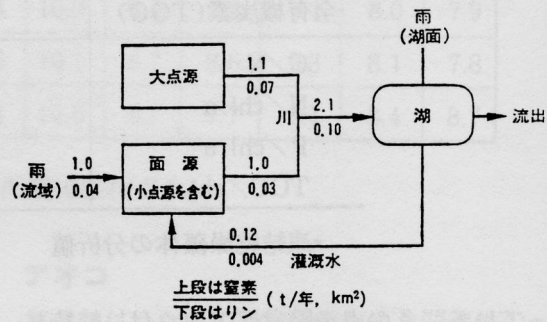 雨
(湖面)
大点源
1.1
0.07
川
2.1
0.10
湖
流出
雨
(流域)
1.0
0.04
面 源
(小点源を含む)
1.0
0.03
0.12
0.004
灌漑水
上段は窒素
下段はリン
(t/年, km²)